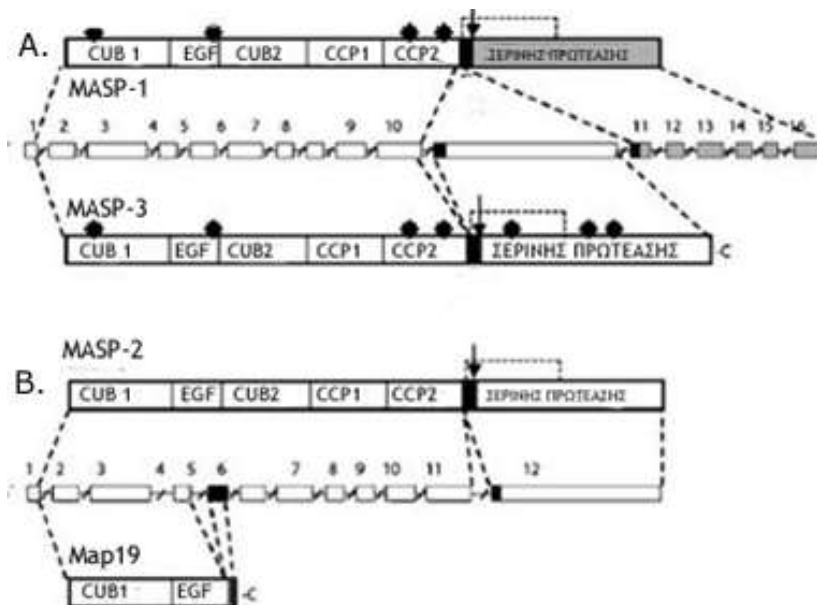 A.
CUB 1 EGF CUB2 CCP1 CCP2 ΣΕΡΙΝΗΣ ΠΡΩΤΕΑΣΗΣ
MASP-1
1 2 3 4 5 6 7 8 9 10 11 12 13 14 15 16
MASP-3
CUB 1 EGF CUB2 CCP1 CCP2 ΣΕΡΙΝΗΣ ΠΡΩΤΕΑΣΗΣ -C
MASP-2
B.
CUB 1 EGF CUB2 CCP1 CCP2 ΣΕΡΙΝΗΣ ΠΡΩΤΕΑΣΗΣ
1 2 3 4 5 6 7 8 9 10 11 12
Map19
CUB1 EGF -C